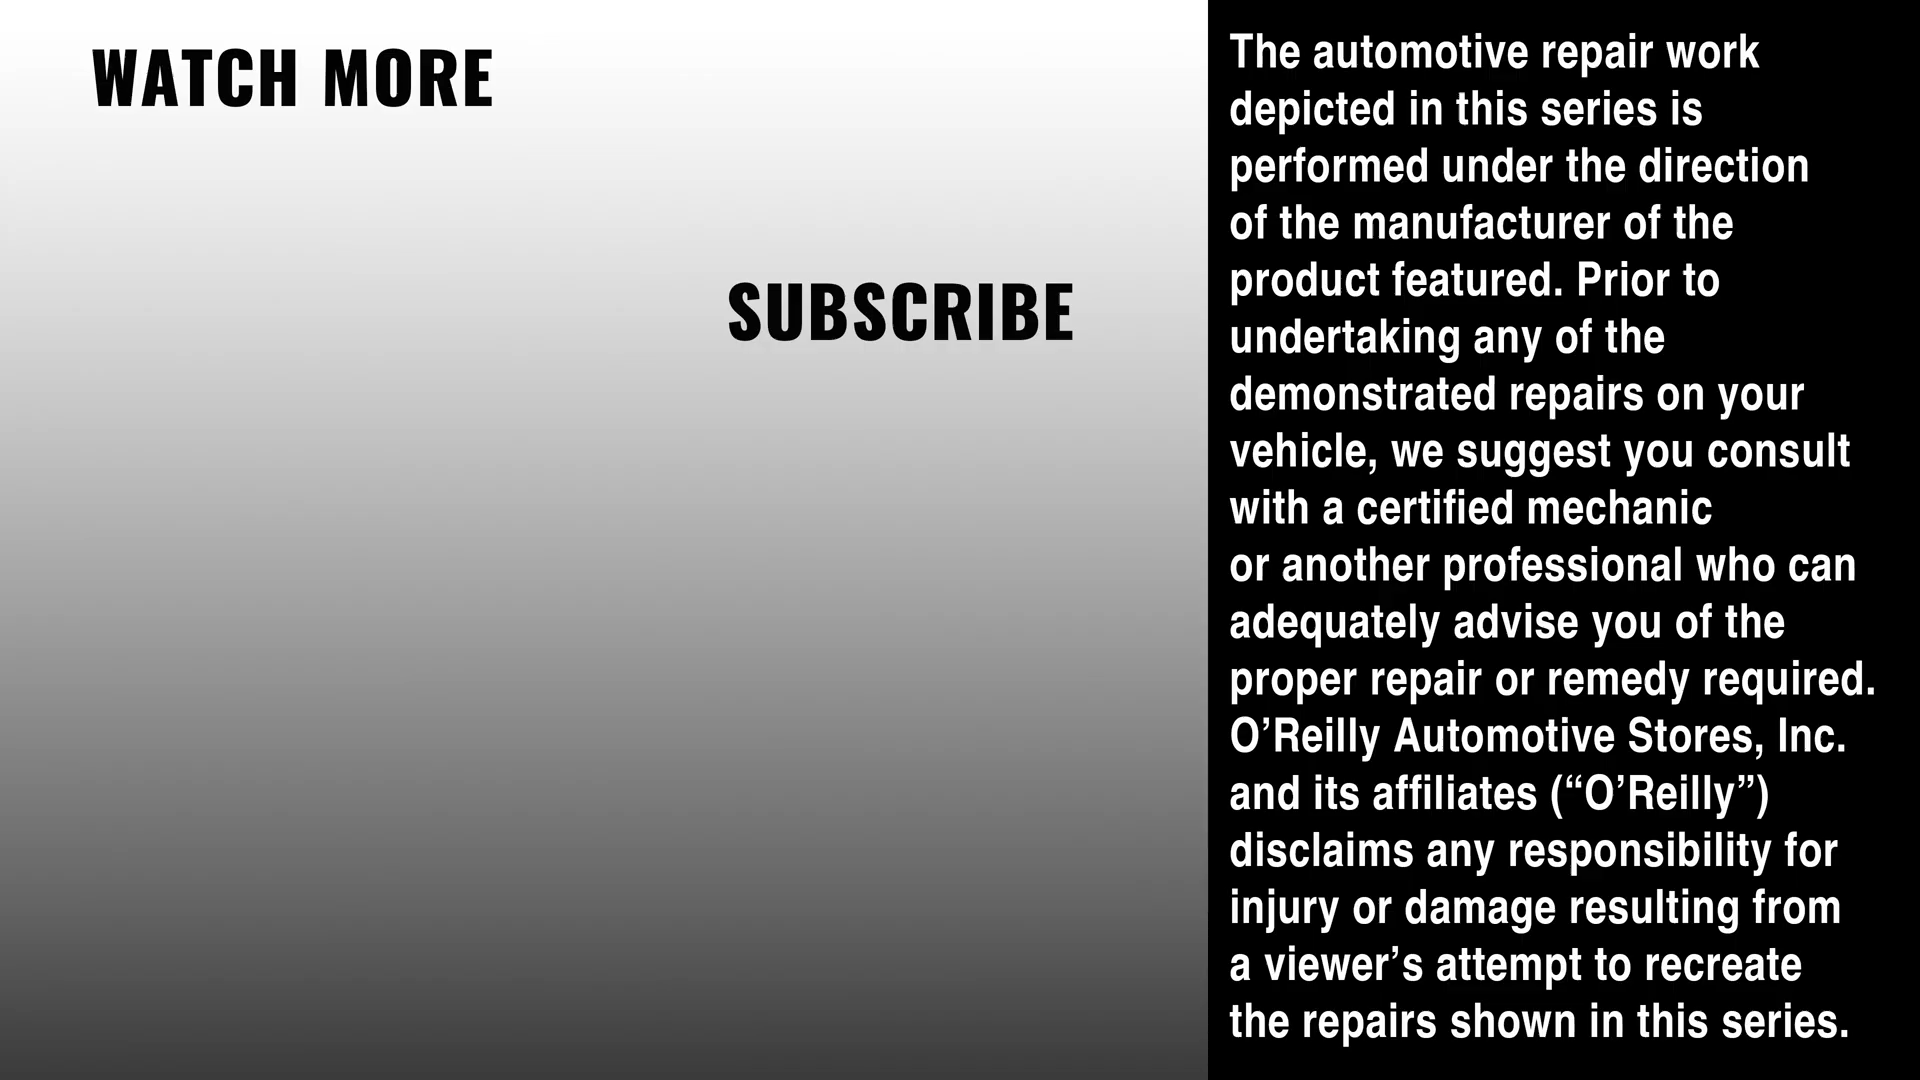 WATCH MORE
SUBSCRIBE
The automotive repair work
depicted in this series is
performed under the direction
of the manufacturer of the
product featured. Prior to
undertaking any of the
demonstrated repairs on your
vehicle, we suggest you consult
with a certified mechanic
or another professional who can
adequately advise you of the
proper repair or remedy required.
O’Reilly Automotive Stores, Inc.
and its affiliates (“O’Reilly”)
disclaims any responsibility for
injury or damage resulting from
a viewer’s attempt to recreate
the repairs shown in this series.